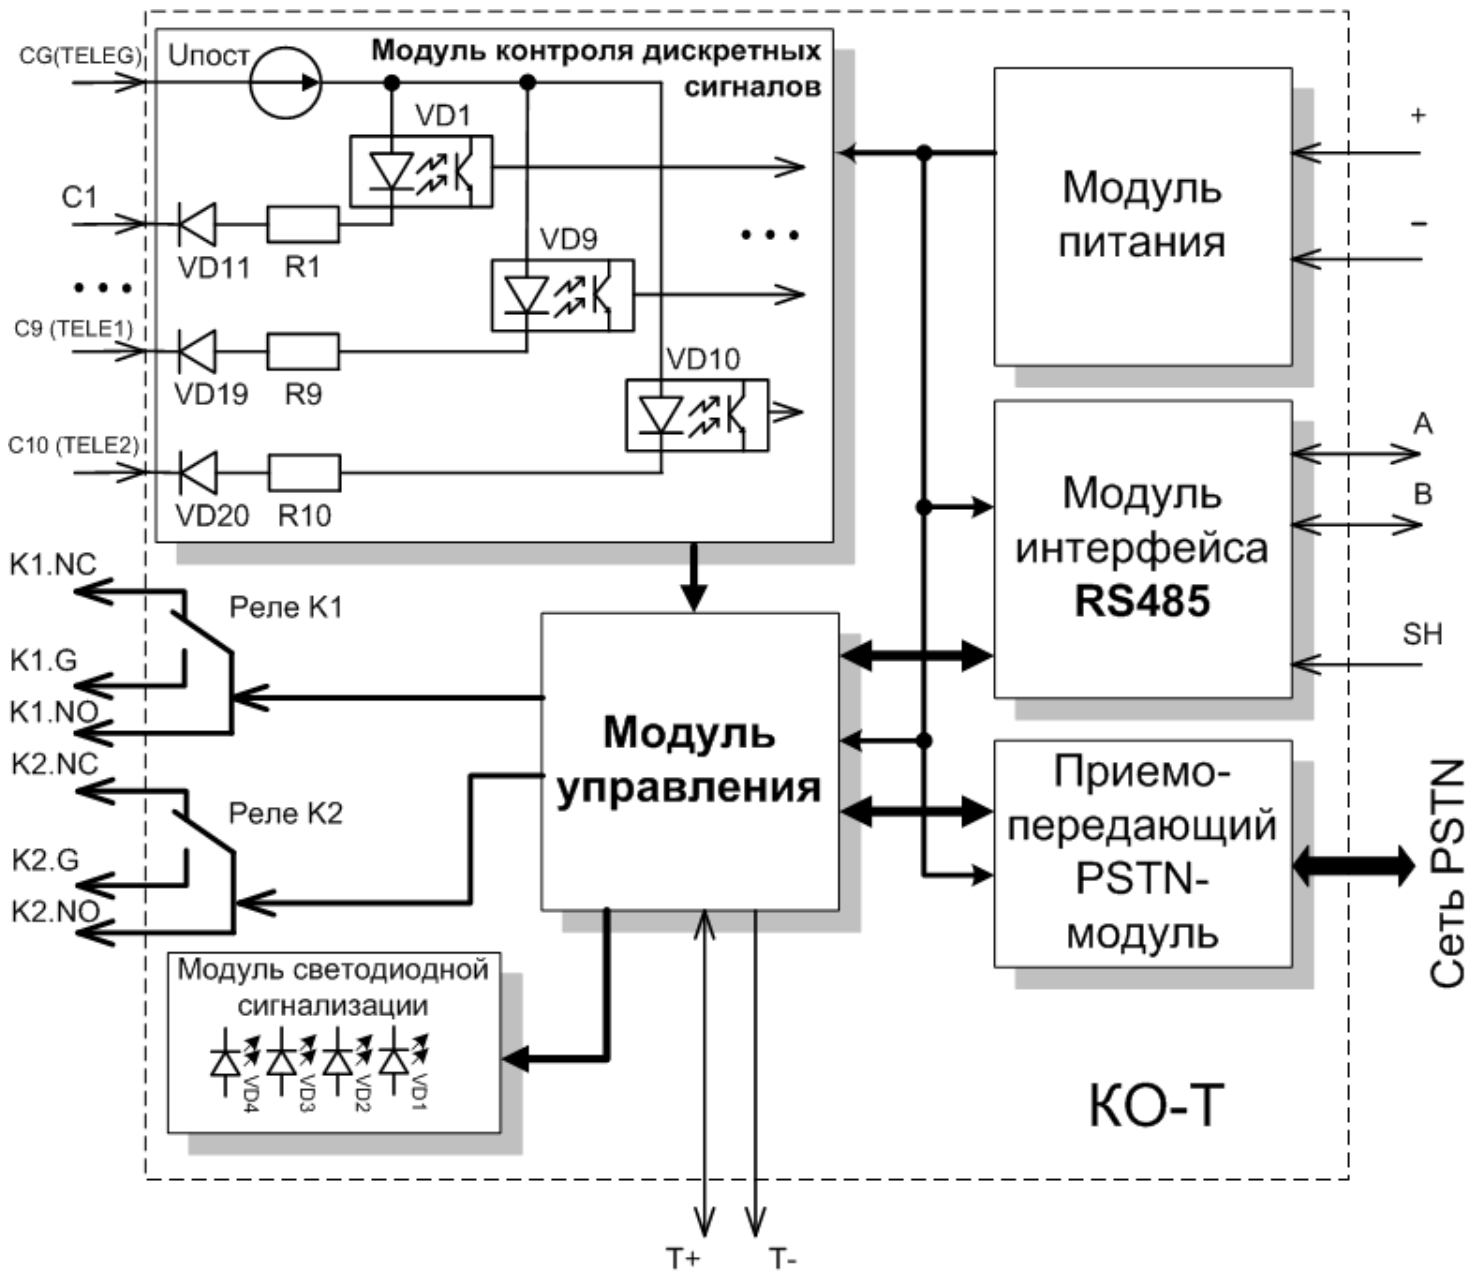 CG(TELEG)
Uпост
Модуль контроля дискретных
сигналов
VD1
C1
VD11
R1
VD9
C9 (TELE1)
VD19
R9
VD10
C10 (TELE2)
VD20
R10
Модуль
питания
+
−
Модуль
интерфейса
RS485
A
B
SH
K1.NC
Реле K1
K1.G
K1.NO
K2.NC
Реле K2
K2.G
K2.NO
Модуль
управления
Приемо-
передающий
PSTN-
модуль
Сеть PSTN
Модуль светодиодной
сигнализации
VD4
VD3
VD2
VD1
КО-Т
T+
T-